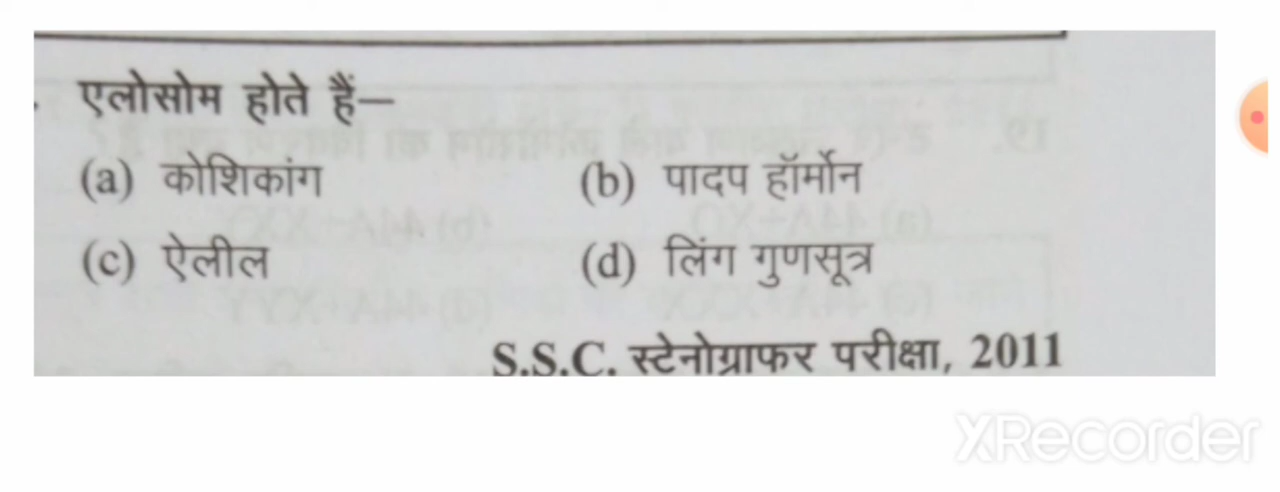 एलोसोम होते हैं—
(a) कोशिकांग (b) पादप हॉर्मोन
(c) ऐलील (d) लिंग गुणसूत्र
S.S.C. स्टेनोग्राफर परीक्षा, 2011
XRecorder